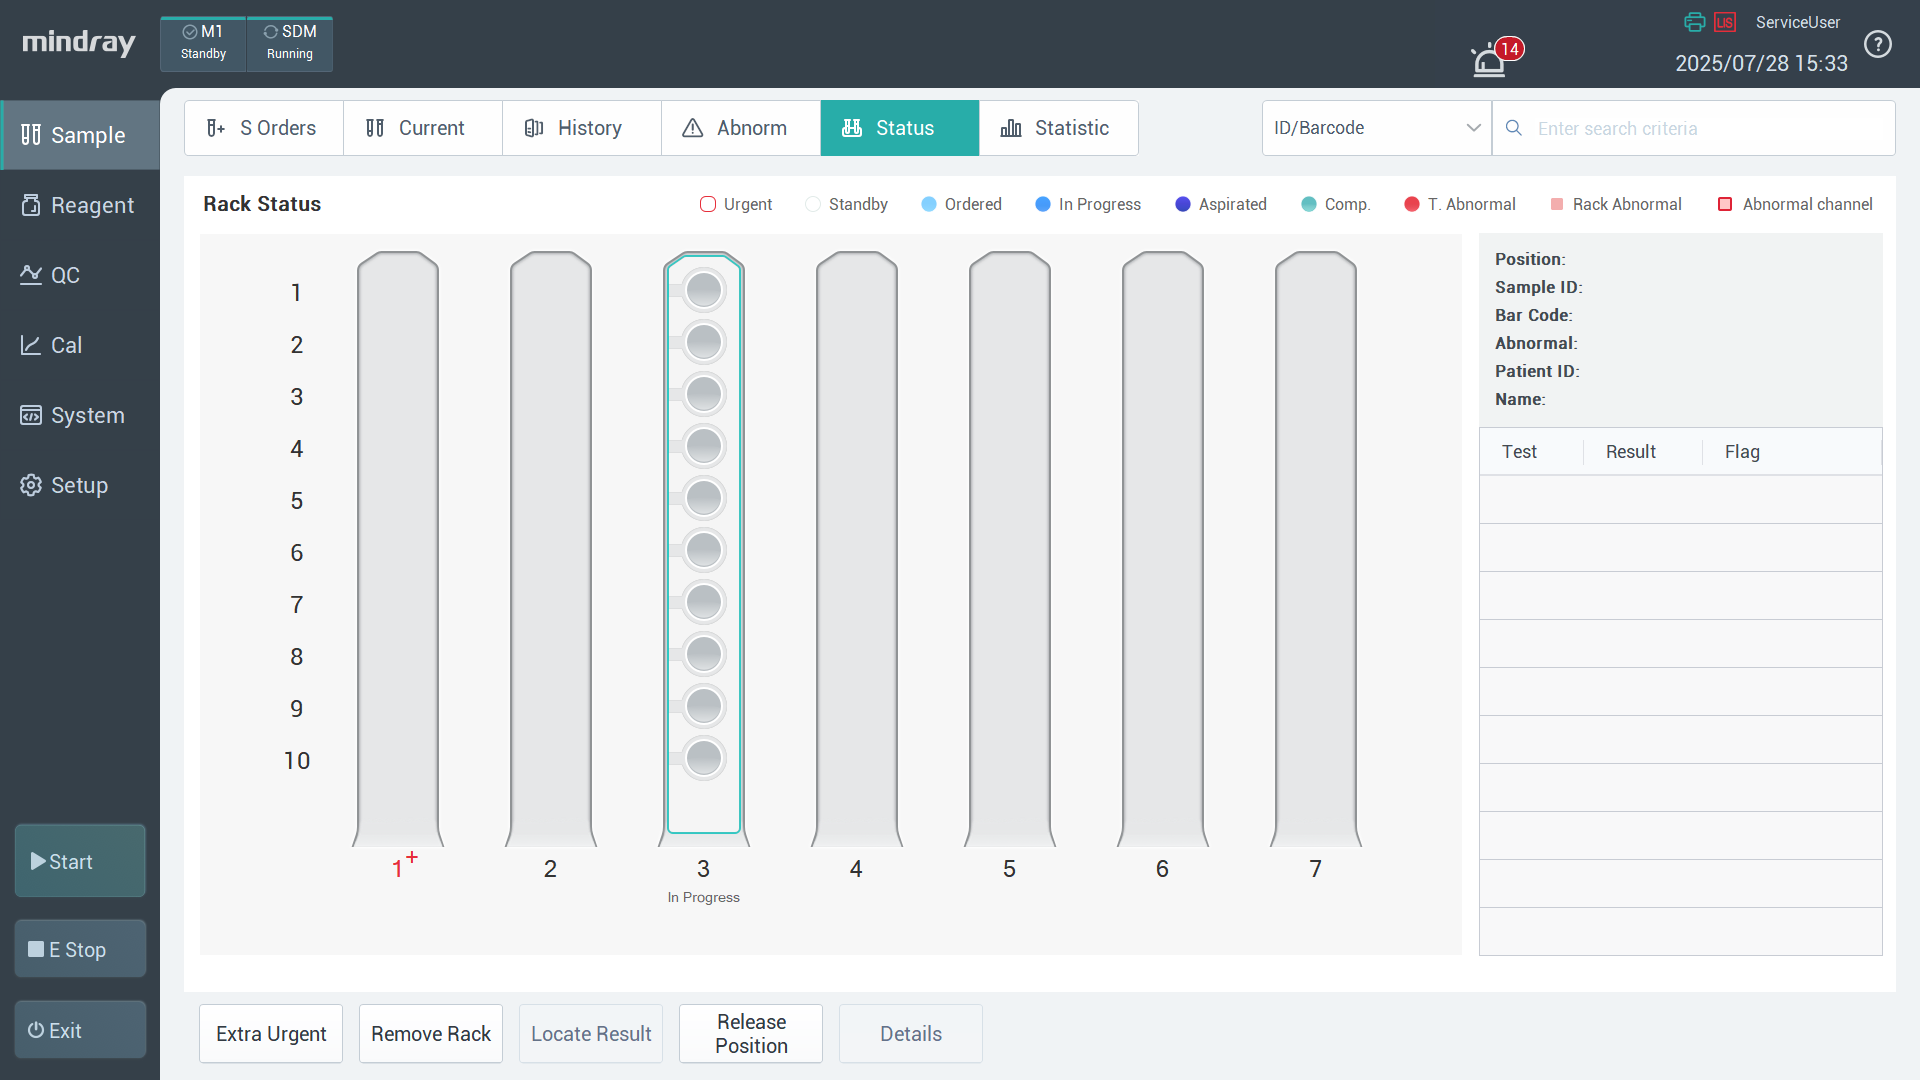 mindray
M1
Standby
SDM
Running
14
LIS
ServiceUser
2025/07/28 15:33
?
Sample
Reagent
QC
Cal
System
Setup
Start
E Stop
Exit
S Orders
Current
History
Abnorm
Status
Statistic
ID/Barcode
Enter search criteria
Rack Status
Urgent
Standby
Ordered
In Progress
Aspirated
Comp.
T. Abnormal
Rack Abnormal
Abnormal channel
1
2
3
4
5
6
7
8
9
10
1+
2
3
4
5
6
7
In Progress
Position:
Sample ID:
Bar Code:
Abnormal:
Patient ID:
Name:
Test Result Flag
Extra Urgent
Remove Rack
Locate Result
Release
Position
Details